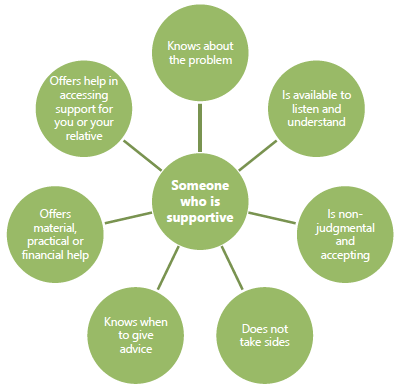 Knows about
the problem
Offers help in
accessing
support for
you or your
relative
Is available to
listen and
understand
Someone
who is
supportive
Offers
material,
practical or
financial help
Is non-
judgmental
and
accepting
Knows when
to give
advice
Does not
take sides